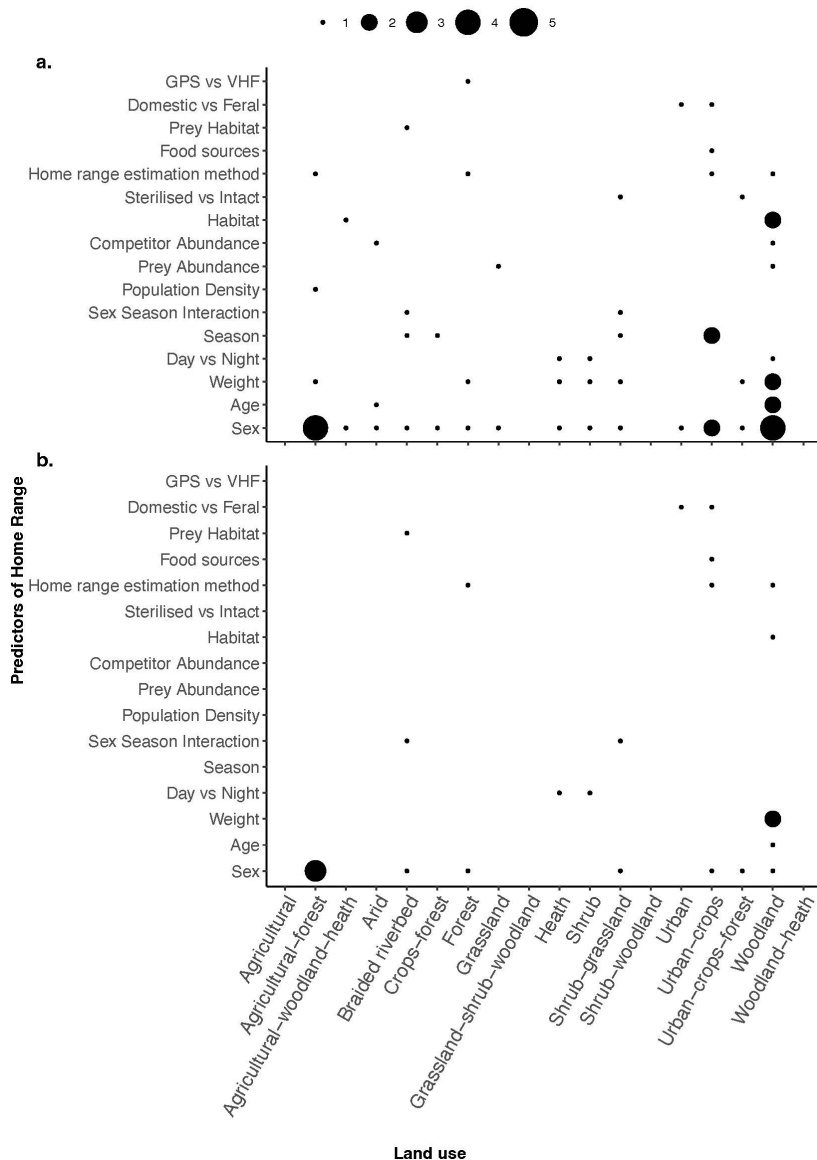 1 2 3 4 5
a.
GPS vs VHF
Domestic vs Feral
Prey Habitat
Food sources
Home range estimation method
Sterilised vs Intact
Habitat
Competitor Abundance
Prey Abundance
Population Density
Sex Season Interaction
Season
Day vs Night
Weight
Age
Sex
b.
GPS vs VHF
Domestic vs Feral
Prey Habitat
Food sources
Home range estimation method
Sterilised vs Intact
Habitat
Competitor Abundance
Prey Abundance
Population Density
Sex Season Interaction
Season
Day vs Night
Weight
Age
Sex
Predictors of Home Range
Agricultural
Agricultural−forest
Agricultural−woodland−heath
Arid
Braided riverbed
Crops−forest
Forest
Grassland
Grassland−shrub−woodland
Heath
Shrub
Shrub−grassland
Shrub−woodland
Urban
Urban−crops
Urban−crops−forest
Woodland
Woodland−heath
Land use